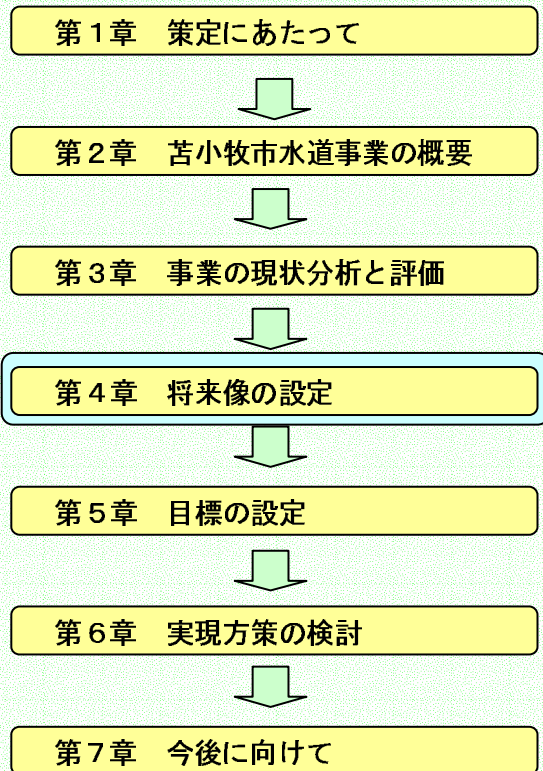 第１章　策定にあたって
第２章　苫小牧市水道事業の概要
第３章　事業の現状分析と評価
第４章　将来像の設定
第５章　目標の設定
第６章　実現方策の検討
第７章　今後に向けて